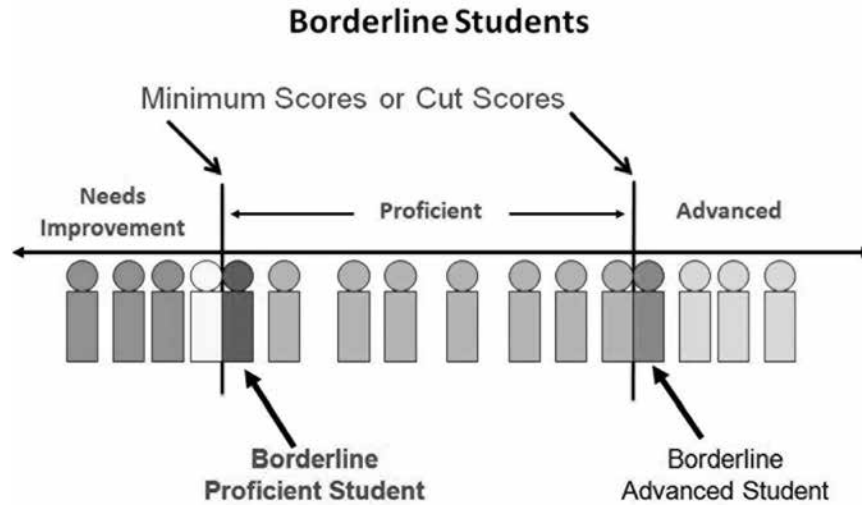 Borderline Students
Minimum Scores or Cut Scores
Needs
Improvement
Proficient
Advanced
Borderline
Proficient Student
Borderline
Advanced Student